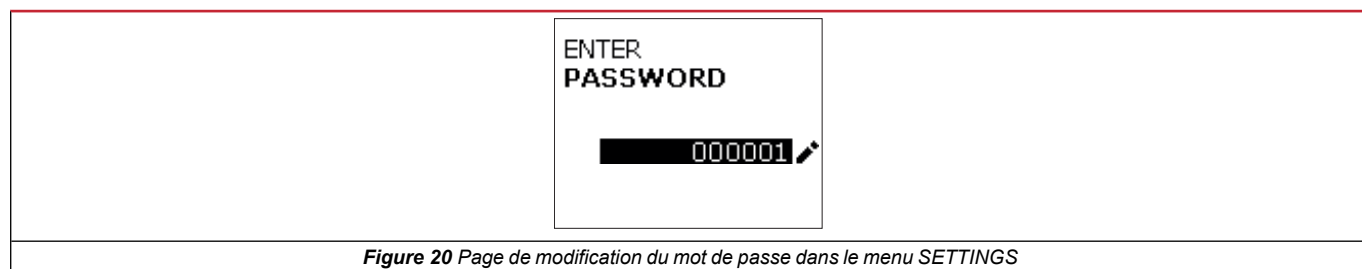 ENTER
PASSWORD
000001
Figure 20 Page de modification du mot de passe dans le menu SETTINGS